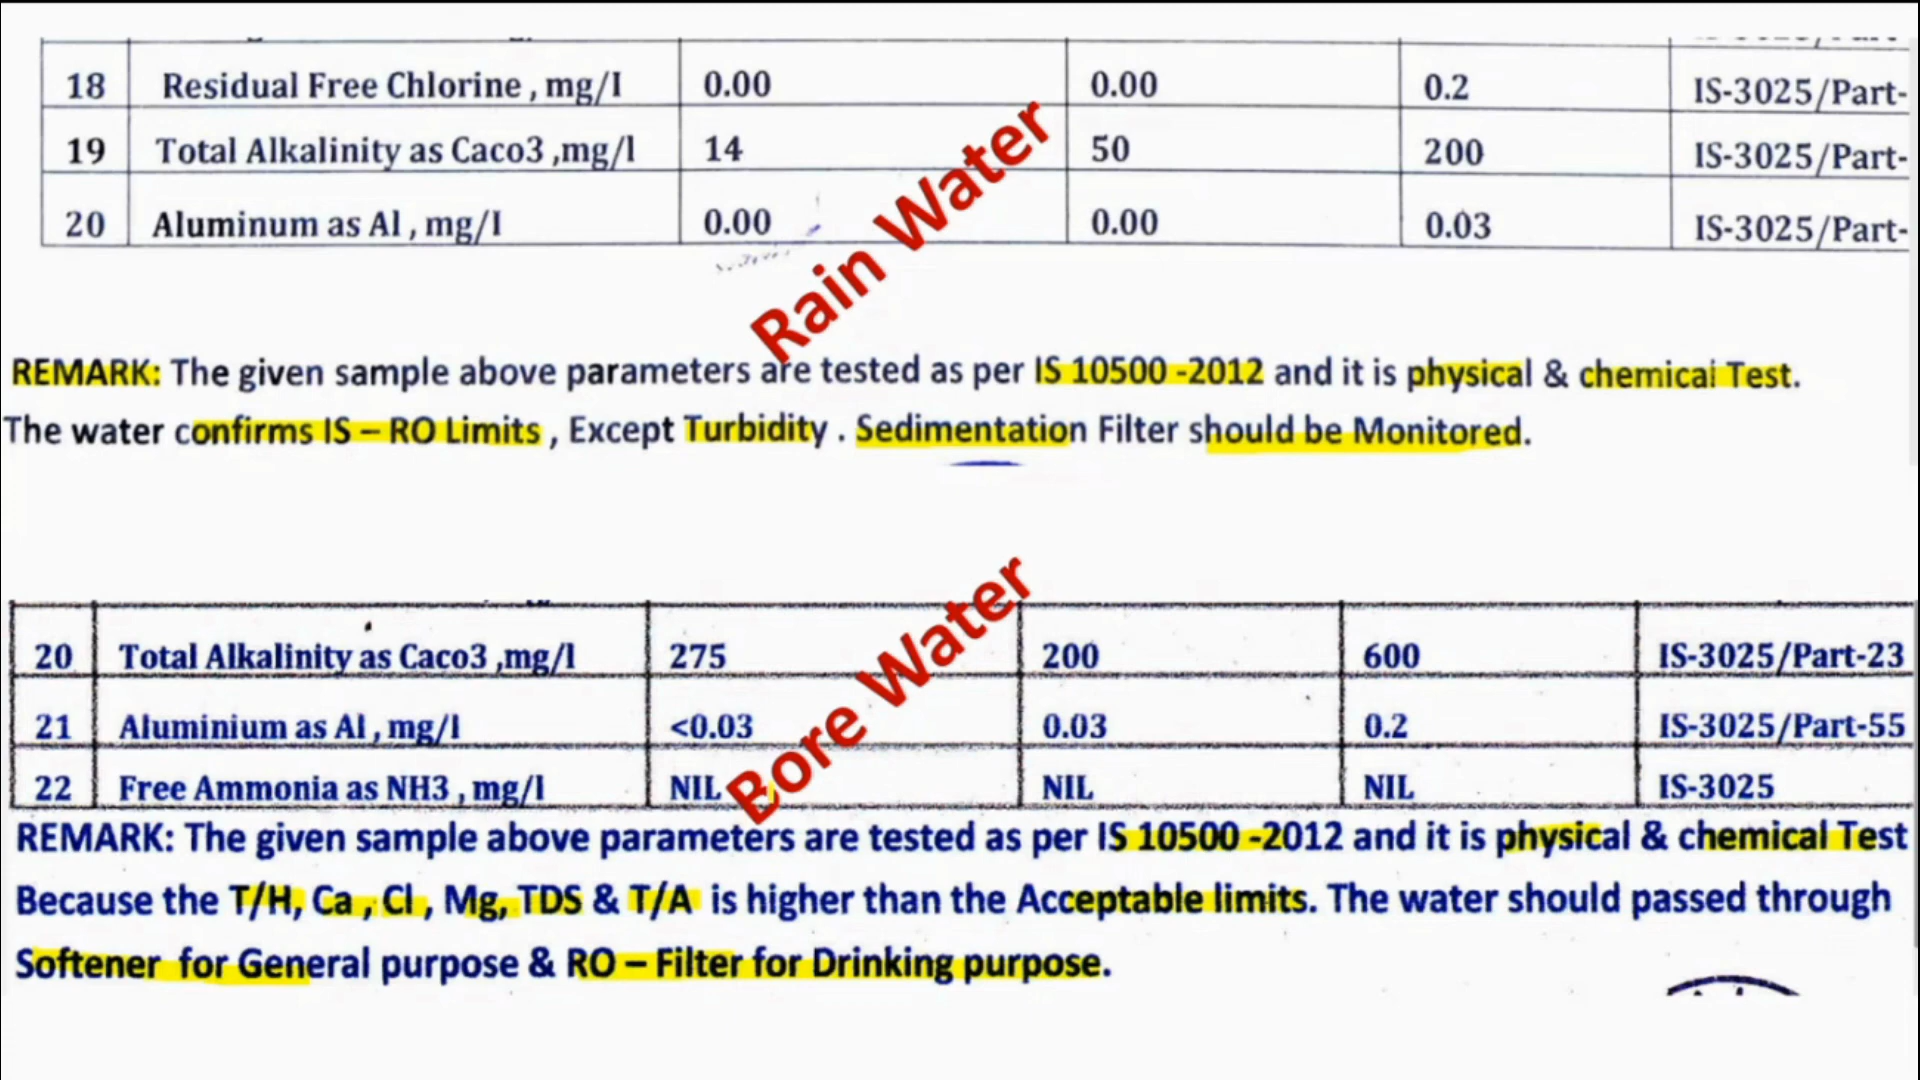 18 Residual Free Chlorine , mg/l 0.00 0.00 0.2 IS-3025/Part-
19 Total Alkalinity as Caco3 ,mg/l 14 50 200 IS-3025/Part-
20 Aluminum as Al , mg/l 0.00 0.00 0.03 IS-3025/Part-
Rain Water
REMARK: The given sample above parameters are tested as per IS 10500 -2012 and it is physical & chemical Test.
The water confirms IS – RO Limits , Except Turbidity . Sedimentation Filter should be Monitored.
20 Total Alkalinity as Caco3 ,mg/l 275 200 600 IS-3025/Part-23
21 Aluminium as Al , mg/l <0.03 0.03 0.2 IS-3025/Part-55
22 Free Ammonia as NH3 , mg/l NIL NIL NIL IS-3025
Bore Water
REMARK: The given sample above parameters are tested as per IS 10500 -2012 and it is physical & chemical Test
Because the T/H, Ca , Cl , Mg, TDS & T/A is higher than the Acceptable limits. The water should passed through
Softener for General purpose & RO – Filter for Drinking purpose.